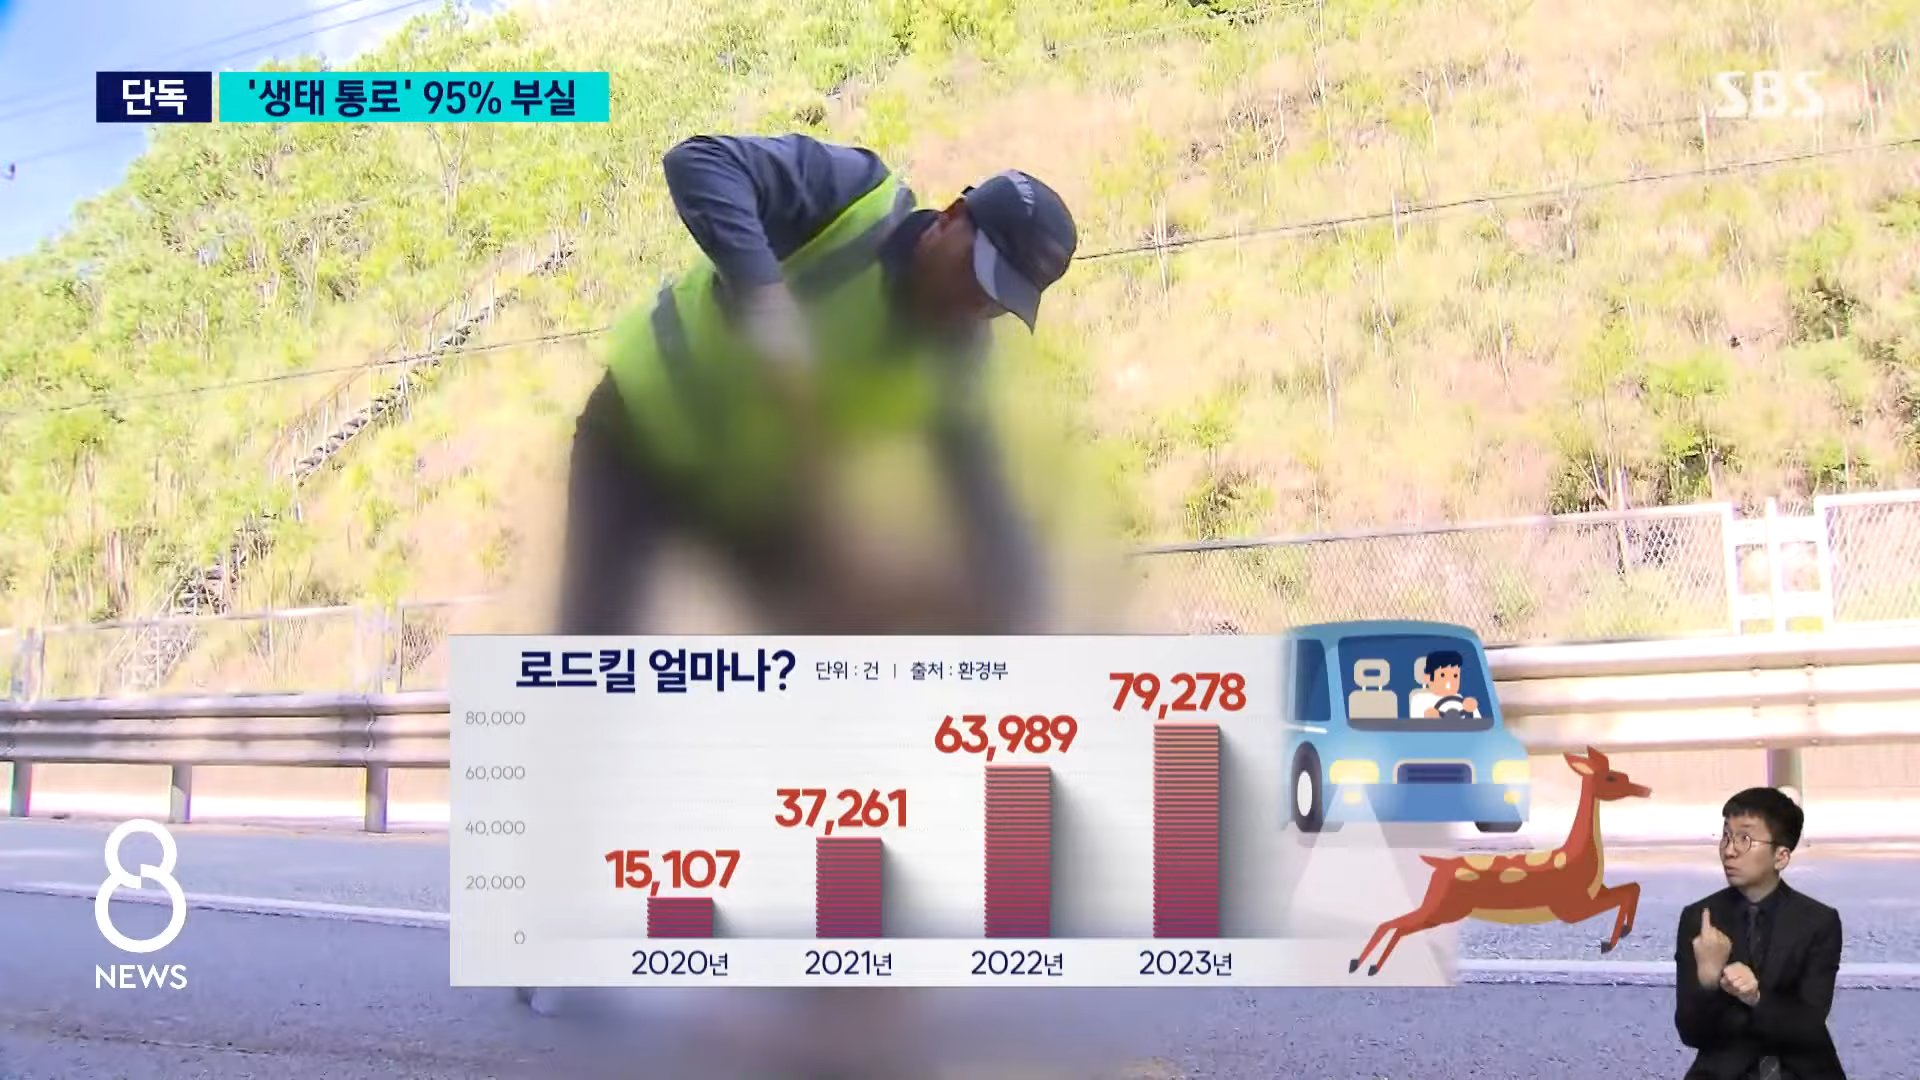 단독 '생태 통로' 95% 부실
SBS
로드킬 얼마나? 단위 : 건 | 출처 : 환경부
80,000
60,000
40,000
20,000
0
15,107
37,261
63,989
79,278
2020년 2021년 2022년 2023년
8
NEWS